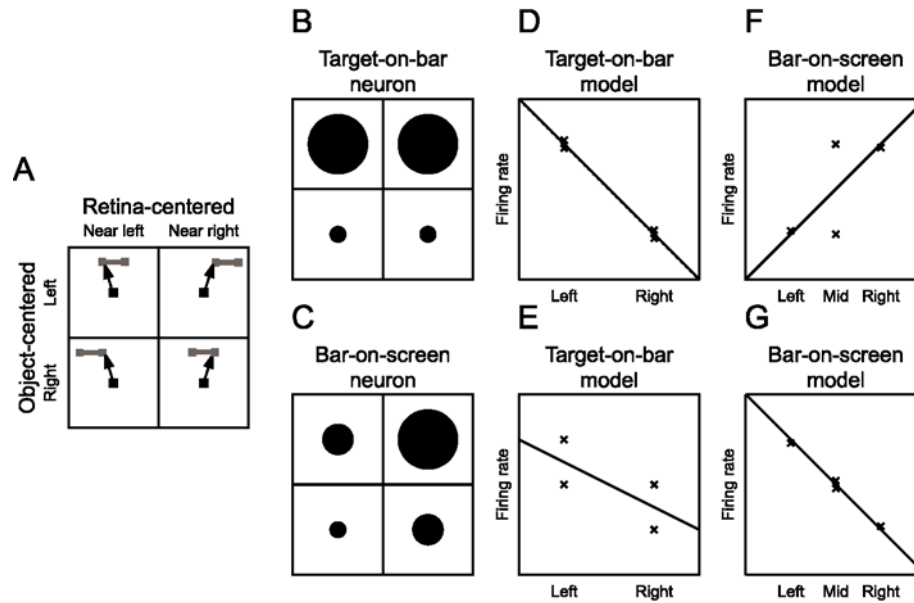 A
Retina-centered
Near left Near right
Object-centered
Left
Right
B
Target-on-bar
neuron
C
Bar-on-screen
neuron
D
Target-on-bar
model
Firing rate
Left Right
E
Target-on-bar
model
Firing rate
Left Right
F
Bar-on-screen
model
Firing rate
Left Mid Right
G
Bar-on-screen
model
Firing rate
Left Mid Right